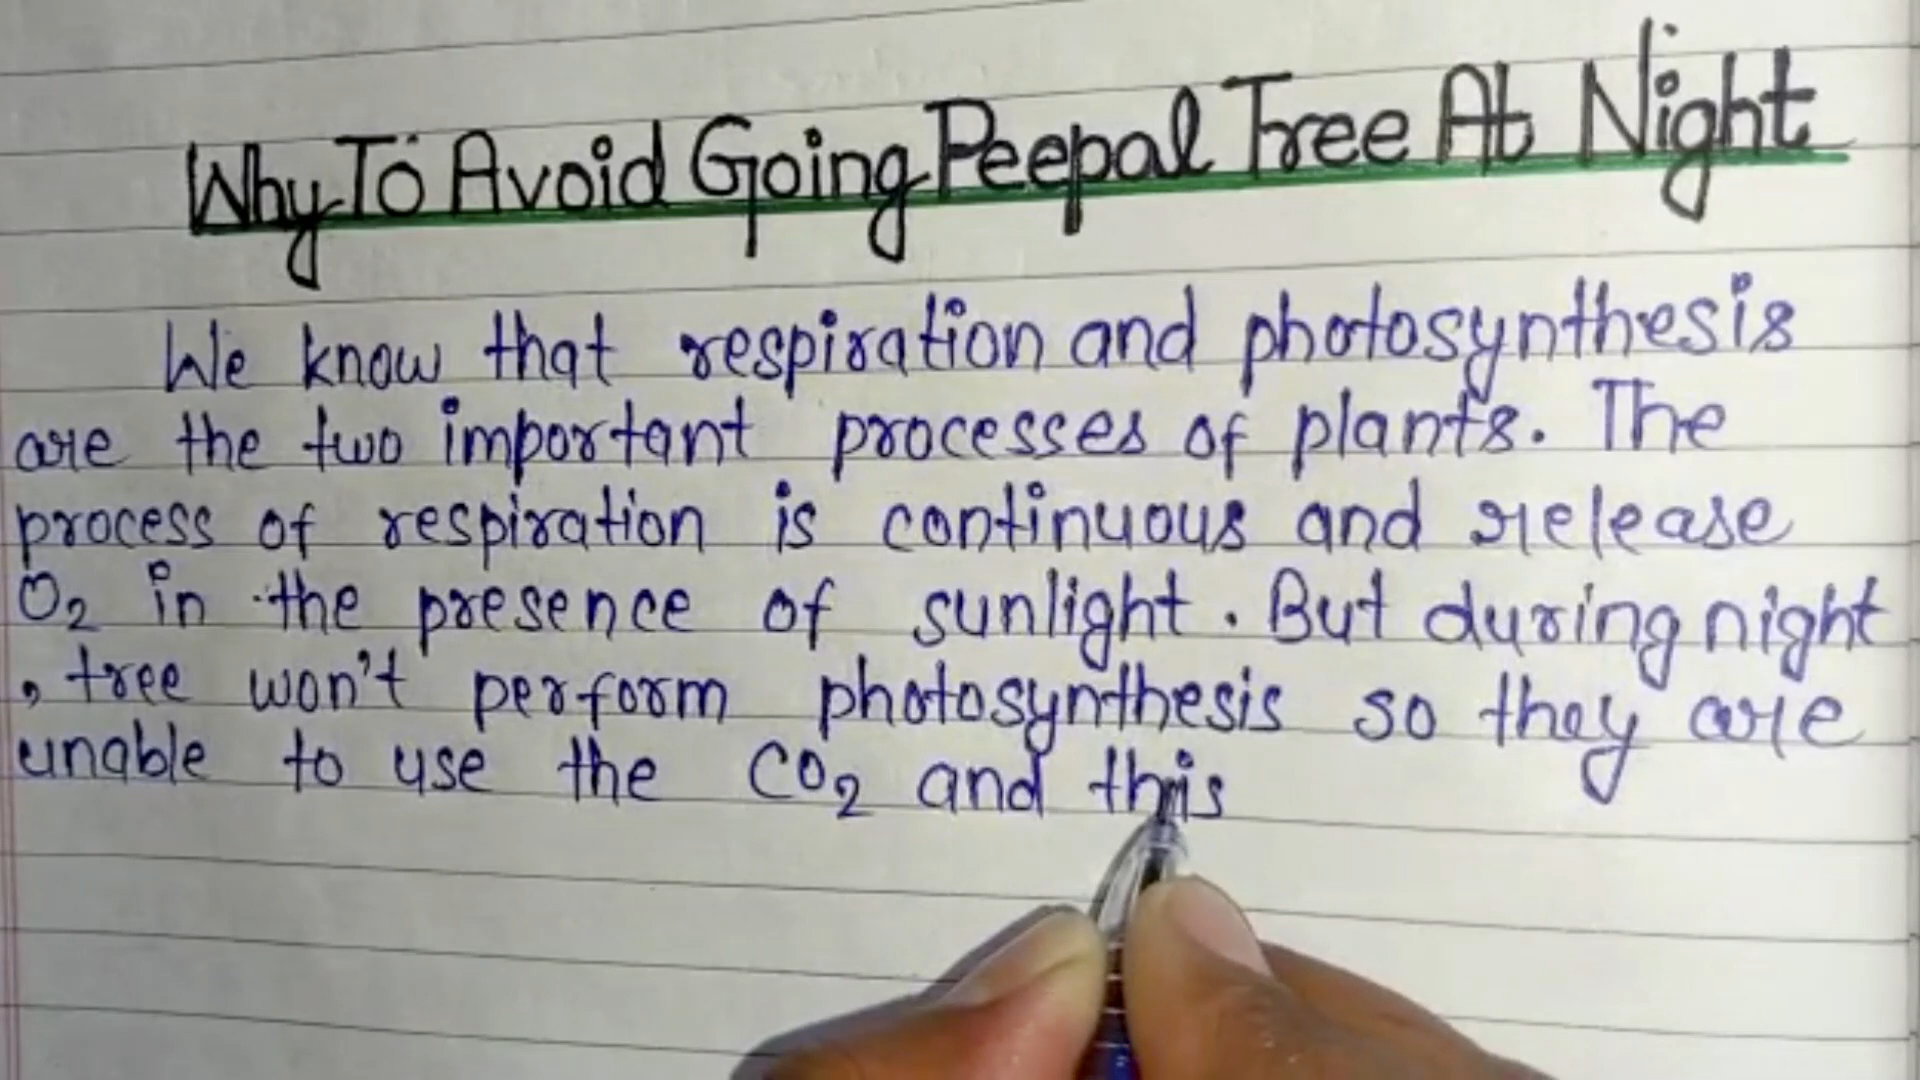 Why To Avoid Going Peepal Tree At Night
We know that respiration and photosynthesis
are the two important processes of plants. The
process of respiration is continuous and release
O₂ in the presence of sunlight. But during night
, tree won't perform photosynthesis so they are
unable to use the CO₂ and this